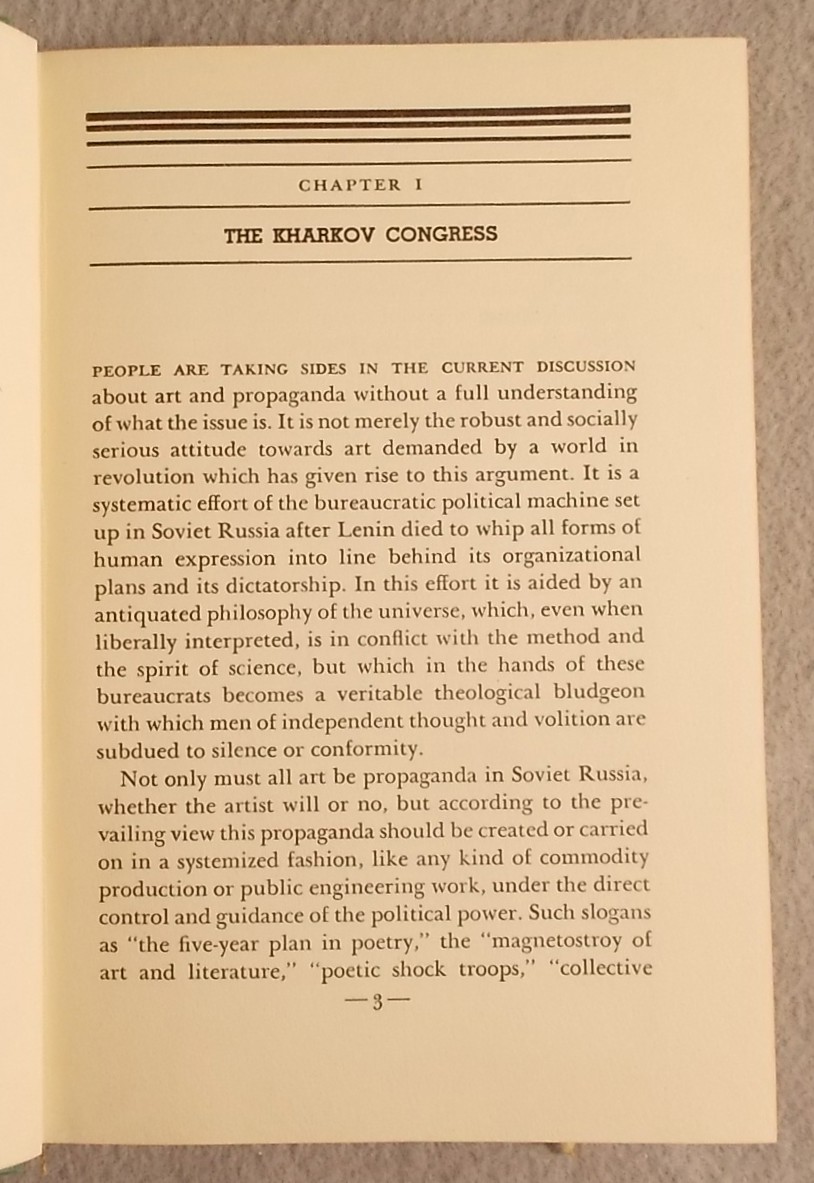 CHAPTER I
THE KHARKOV CONGRESS
PEOPLE ARE TAKING SIDES IN THE CURRENT DISCUSSION
about art and propaganda without a full understanding
of what the issue is. It is not merely the robust and socially
serious attitude towards art demanded by a world in
revolution which has given rise to this argument. It is a
systematic effort of the bureaucratic political machine set
up in Soviet Russia after Lenin died to whip all forms of
human expression into line behind its organizational
plans and its dictatorship. In this effort it is aided by an
antiquated philosophy of the universe, which, even when
liberally interpreted, is in conflict with the method and
the spirit of science, but which in the hands of these
bureaucrats becomes a veritable theological bludgeon
with which men of independent thought and volition are
subdued to silence or conformity.
Not only must all art be propaganda in Soviet Russia,
whether the artist will or no, but according to the pre-
vailing view this propaganda should be created or carried
on in a systemized fashion, like any kind of commodity
production or public engineering work, under the direct
control and guidance of the political power. Such slogans
as “the five-year plan in poetry,” the “magnetostroy of
art and literature,” “poetic shock troops,” “collective
—3—